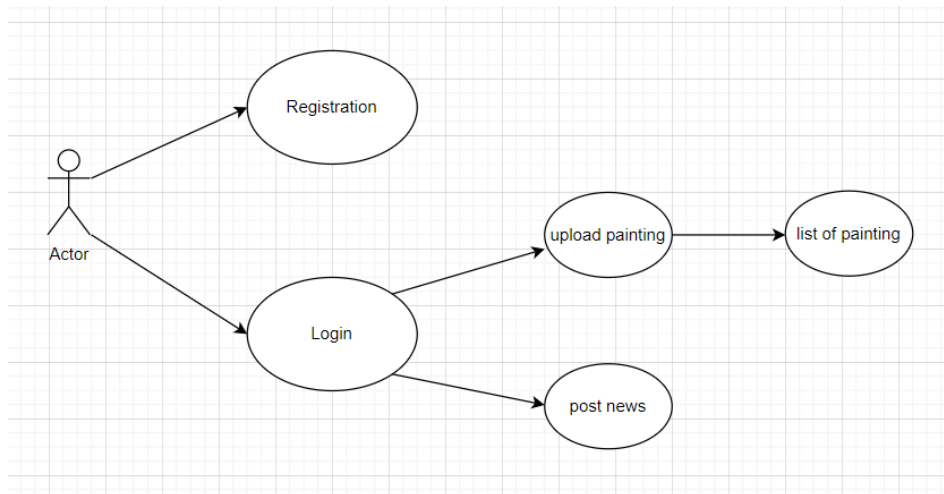 Registration
Actor
Login
upload painting
list of painting
post news